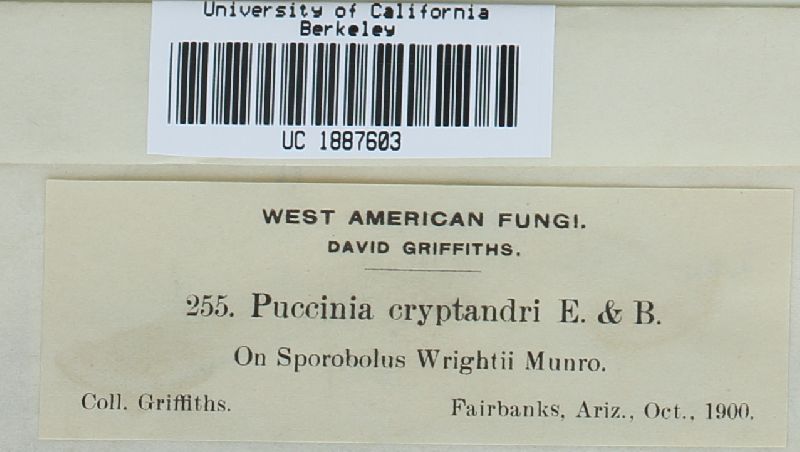 University of California
Berkeley
UC 1887603
WEST AMERICAN FUNGI.
DAVID GRIFFITHS.
255. Puccinia cryptandri E. & B.
On Sporobolus Wrightii Munro.
Coll. Griffiths. Fairbanks, Ariz., Oct., 1900.